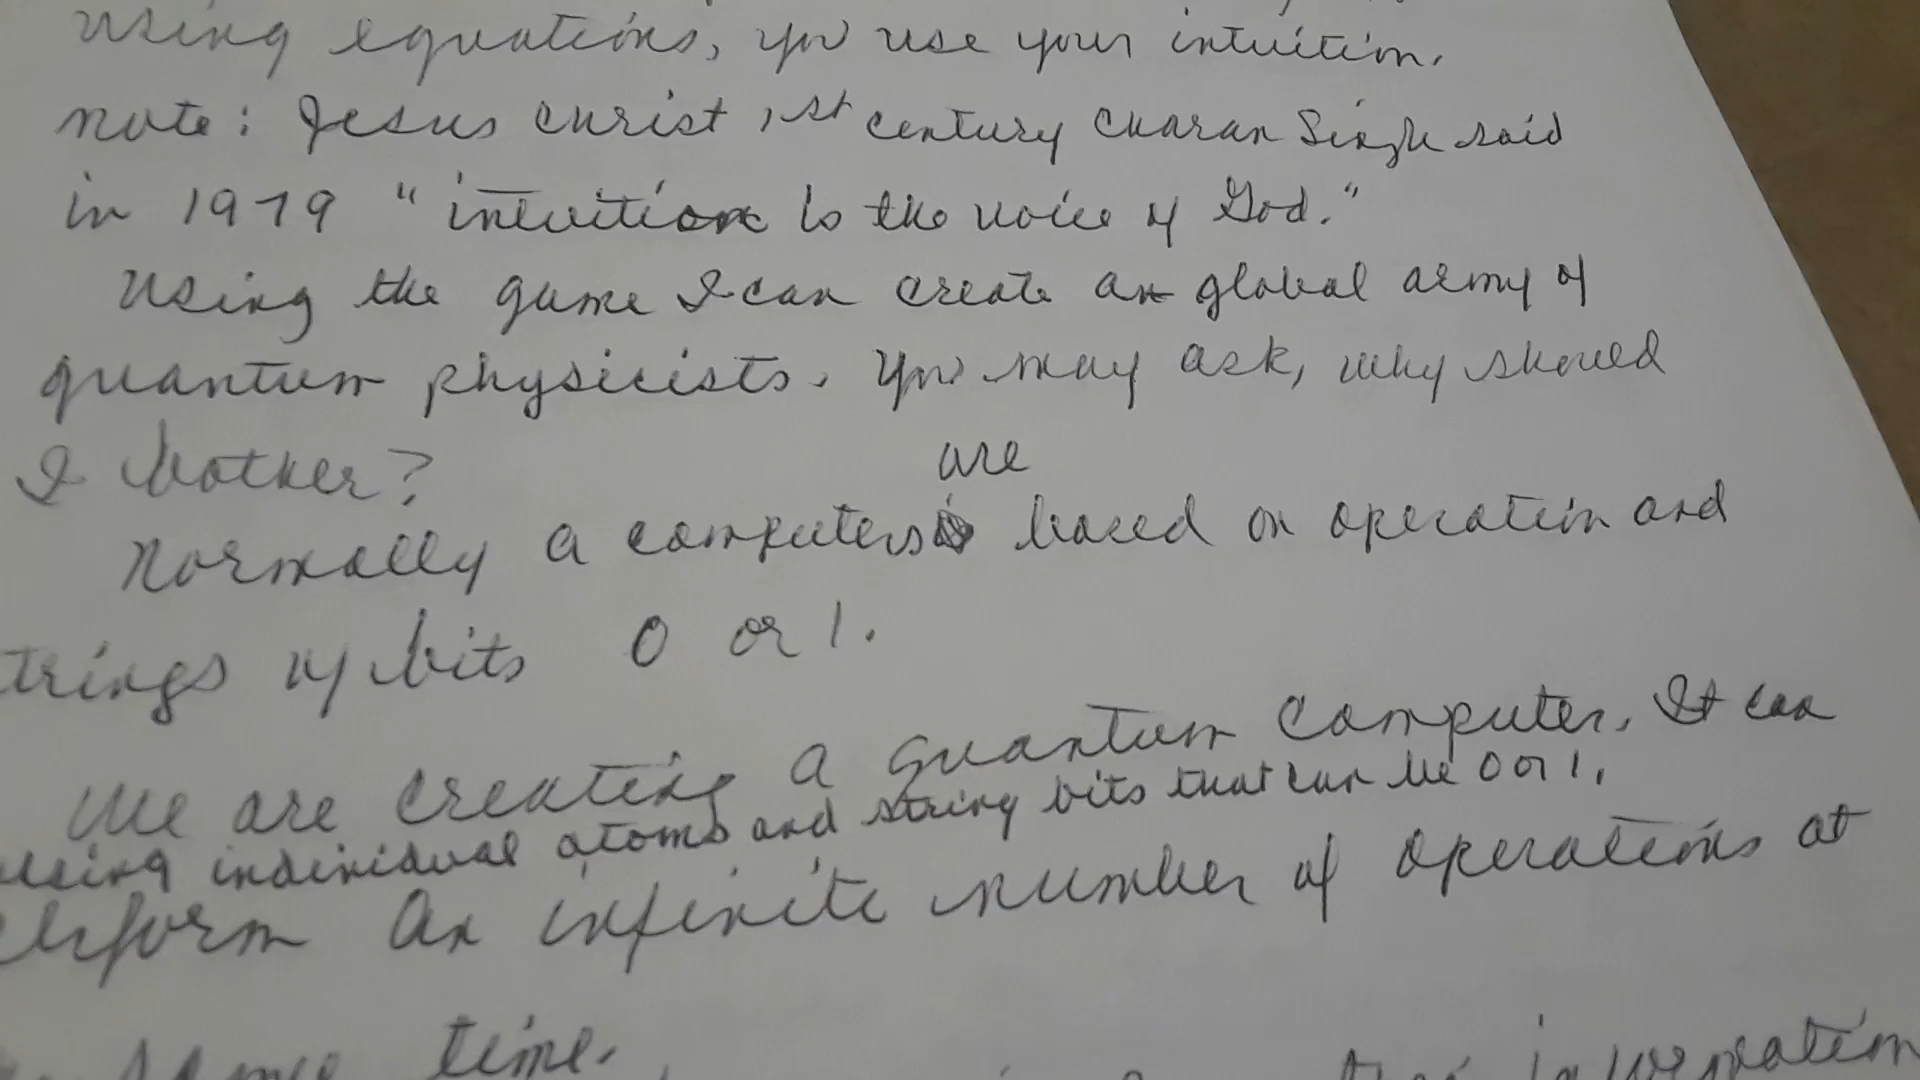 using equations, you use your intuition.
note: Jesus Christ, 1st century Charan Singh said
in 1979 "intuition is the voice of God."
Using the game I can create an global army of
quantum physicists. You may ask, why should
I bother?
are
Normally a computers is based on operation and
trings of bits 0 or 1.
We are creating a quantum computer. It can
using individual atoms and string bits that can be 0 or 1.
erform an infinite number of operations at
same time.